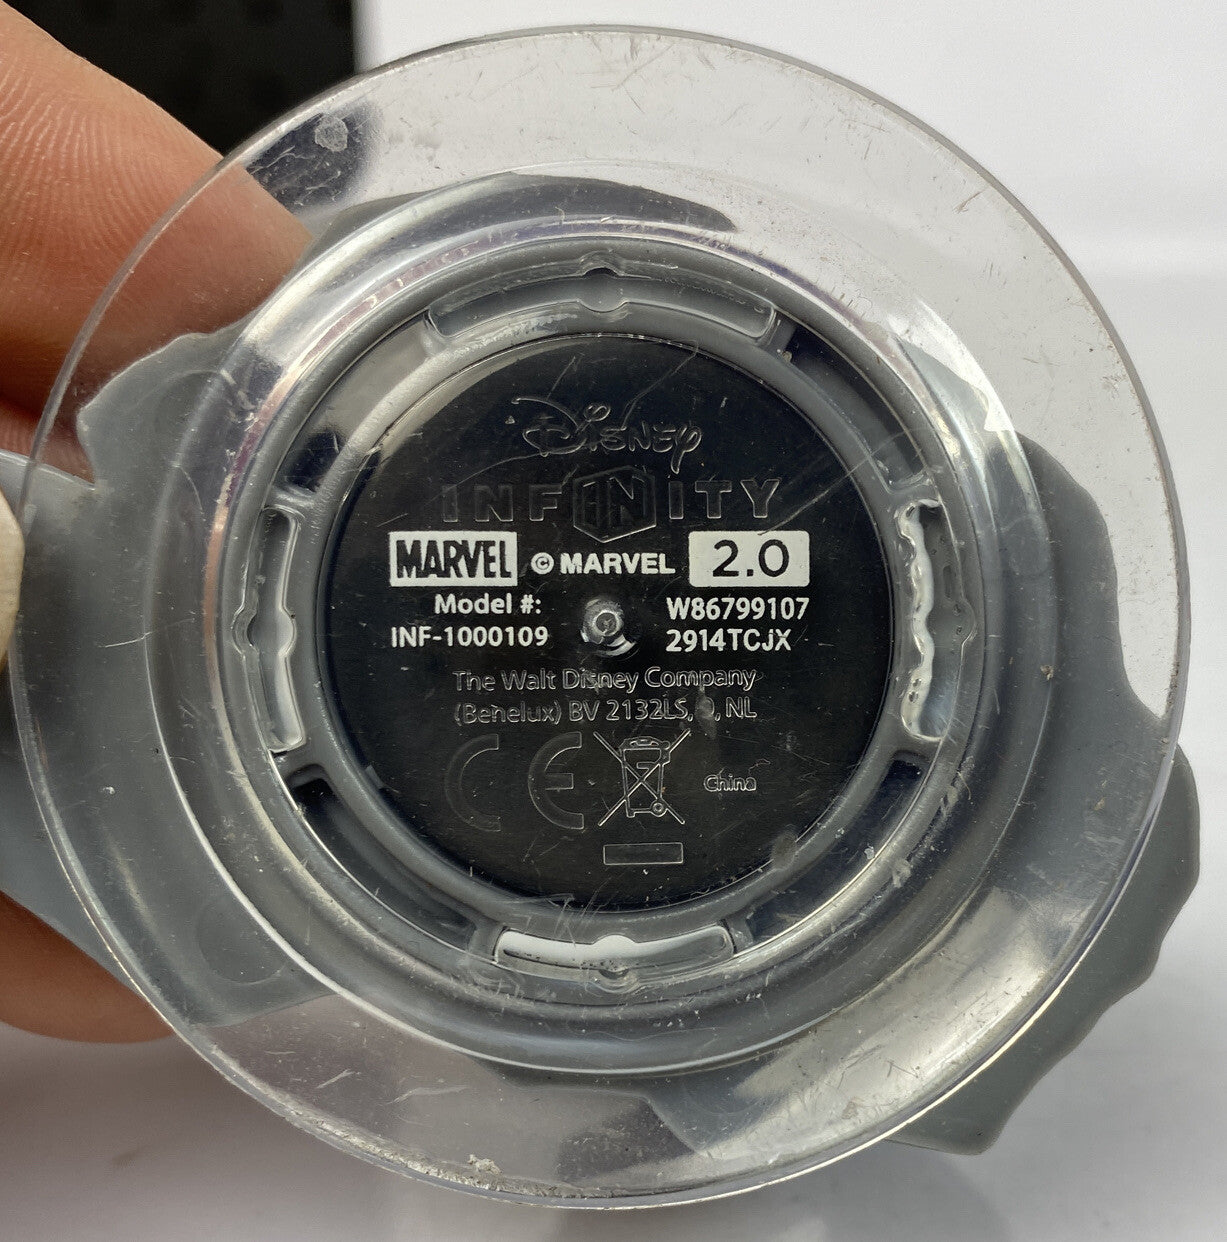 Disney
INFINITY
MARVEL © MARVEL 2.0
Model #: W86799107
INF-1000109 2914TCJX
The Walt Disney Company
(Benelux) BV 2132LS, NL
CE China